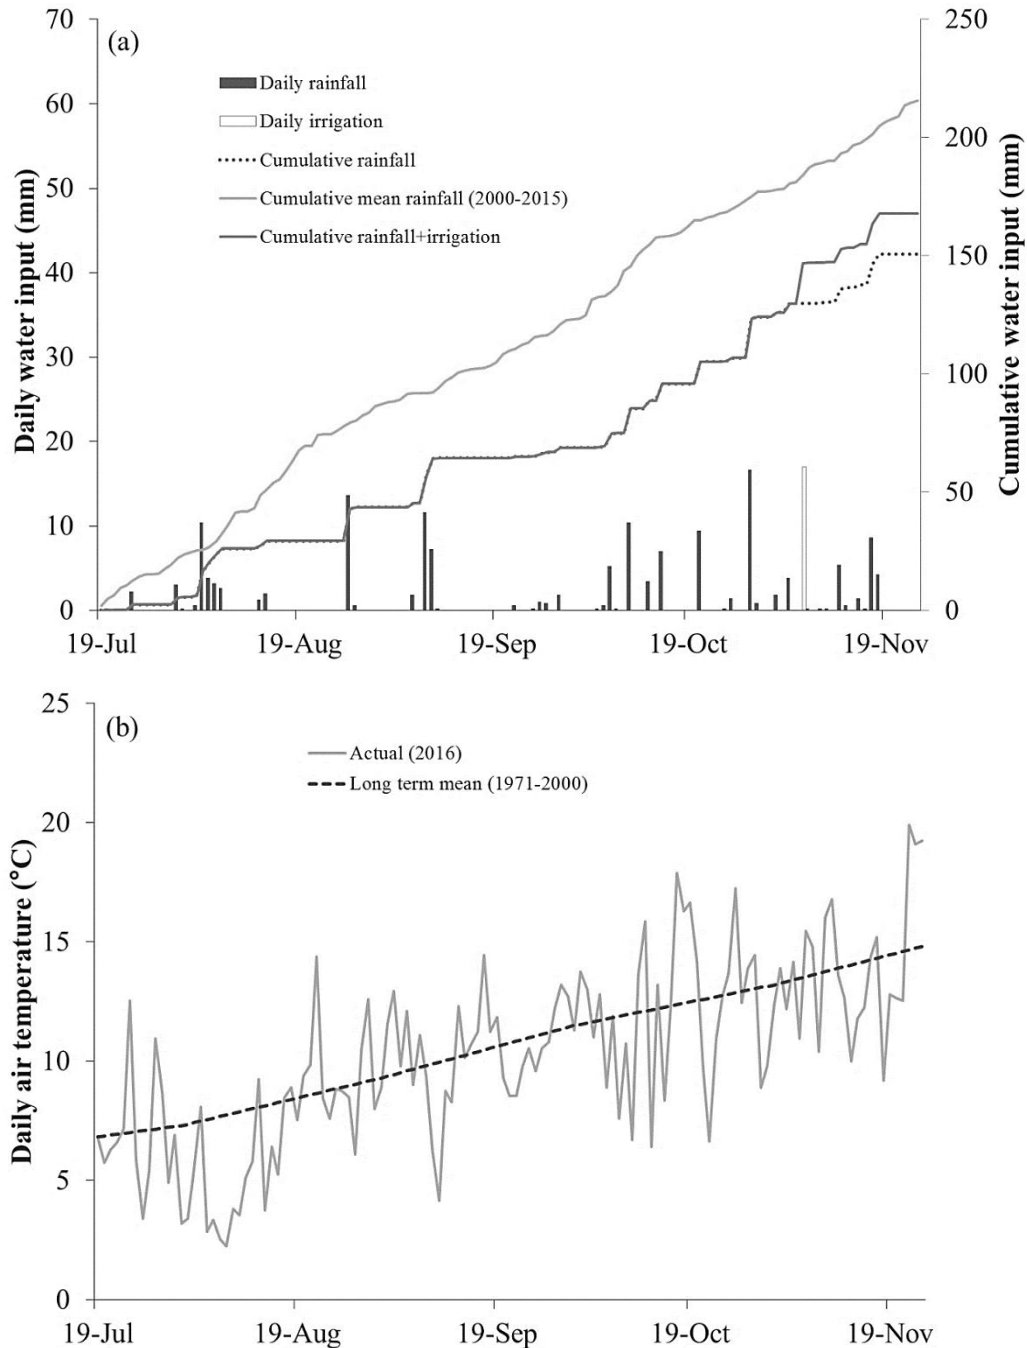 (a)
70
60
50
40
30
20
10
0
Daily water input (mm)
Daily rainfall
Daily irrigation
Cumulative rainfall
Cumulative mean rainfall (2000-2015)
Cumulative rainfall+irrigation
250
200
150
100
50
0
Cumulative water input (mm)
19-Jul
19-Aug
19-Sep
19-Oct
19-Nov
(b)
25
20
15
10
5
0
Daily air temperature (°C)
Actual (2016)
Long term mean (1971-2000)
19-Jul
19-Aug
19-Sep
19-Oct
19-Nov